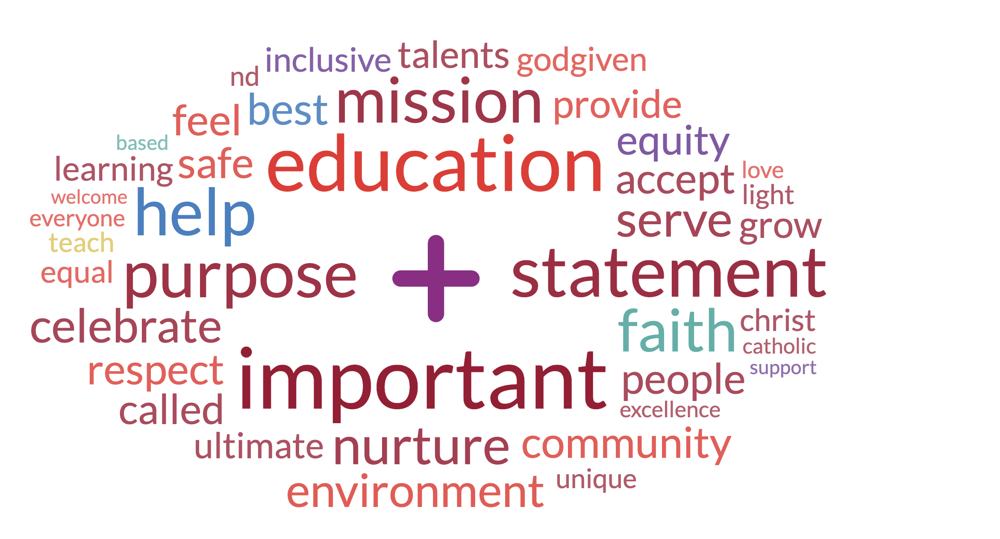 inclusive talents godgiven
nd
best mission provide
feel
based
equity
learning safe education
accept love
light
welcome
help
everyone
serve grow
teach
equal purpose statement
celebrate
faith christ
catholic
respect important people support
called
excellence
ultimate nurture community
environment unique